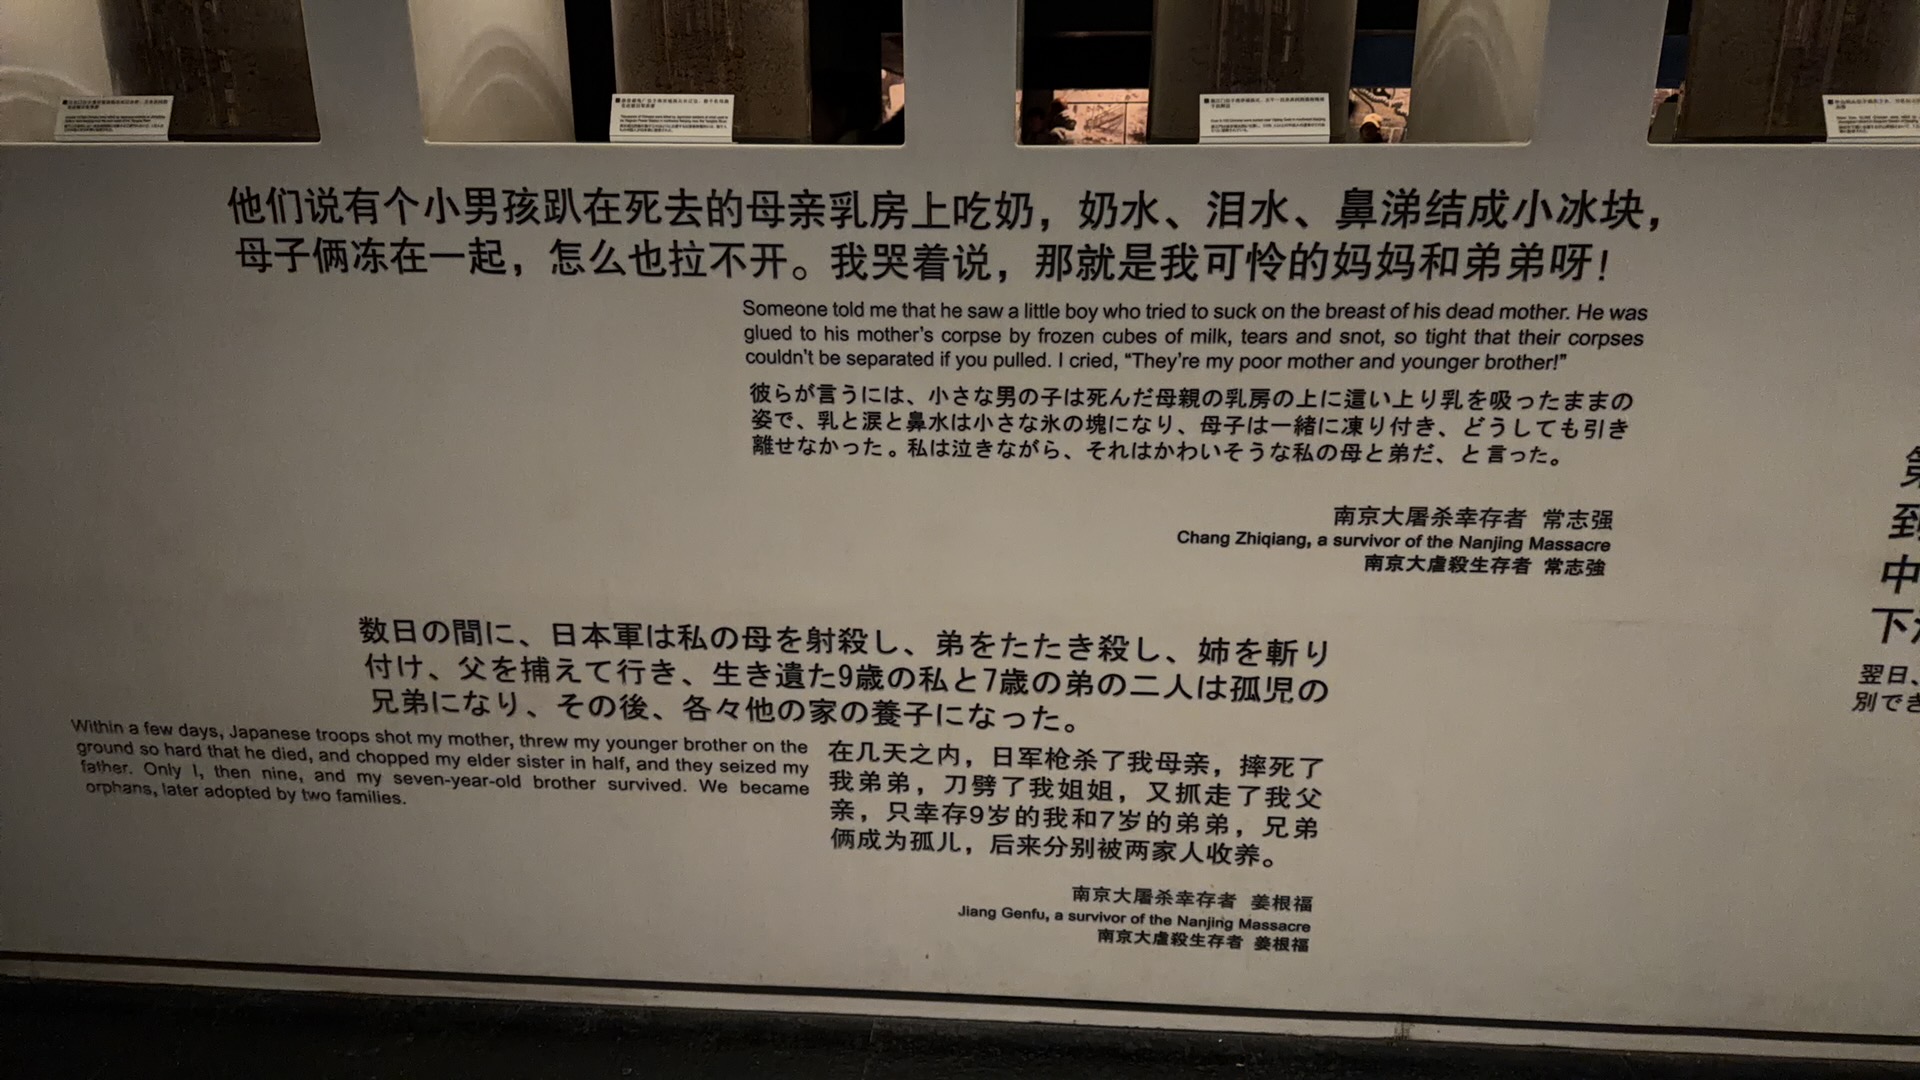 他们说有个小男孩趴在死去的母亲乳房上吃奶，奶水、泪水、鼻涕结成小冰块，
母子俩冻在一起，怎么也拉不开。我哭着说，那就是我可怜的妈妈和弟弟呀！
Someone told me that he saw a little boy who tried to suck on the breast of his dead mother. He was
glued to his mother's corpse by frozen cubes of milk, tears and snot, so tight that their corpses
couldn't be separated if you pulled. I cried, “They're my poor mother and younger brother!”
彼らが言うには、小さな男の子は死んだ母親の乳房の上に這い上り乳を吸ったままの
姿で、乳と涙と鼻水は小さな氷の塊になり、母子は一緒に凍り付き、どうしても引き
離せなかった。私は泣きながら、それはかわいそうな私の母と弟だ、と言った。
南京大屠杀幸存者 常志强
Chang Zhiqiang, a survivor of the Nanjing Massacre
南京大虐殺生存者 常志強
数日の間に、日本軍は私の母を射殺し、弟をたたき殺し、姉を斬り
付け、父を捕えて行き、生き遺た9歳の私と7歳の弟の二人は孤児の
兄弟になり、その後、各々他の家の養子になった。
Within a few days, Japanese troops shot my mother, threw my younger brother on the
ground so hard that he died, and chopped my elder sister in half, and they seized my
father. Only I, then nine, and my seven-year-old brother survived. We became
orphans, later adopted by two families.
在几天之内，日军枪杀了我母亲，摔死了
我弟弟，刀劈了我姐姐，又抓走了我父
亲，只幸存9岁的我和7岁的弟弟，兄弟
俩成为孤儿，后来分别被两家人收养。
南京大屠杀幸存者 姜根福
Jiang Genfu, a survivor of the Nanjing Massacre
南京大虐殺生存者 姜根福
到
中
下
翌日、
別でき